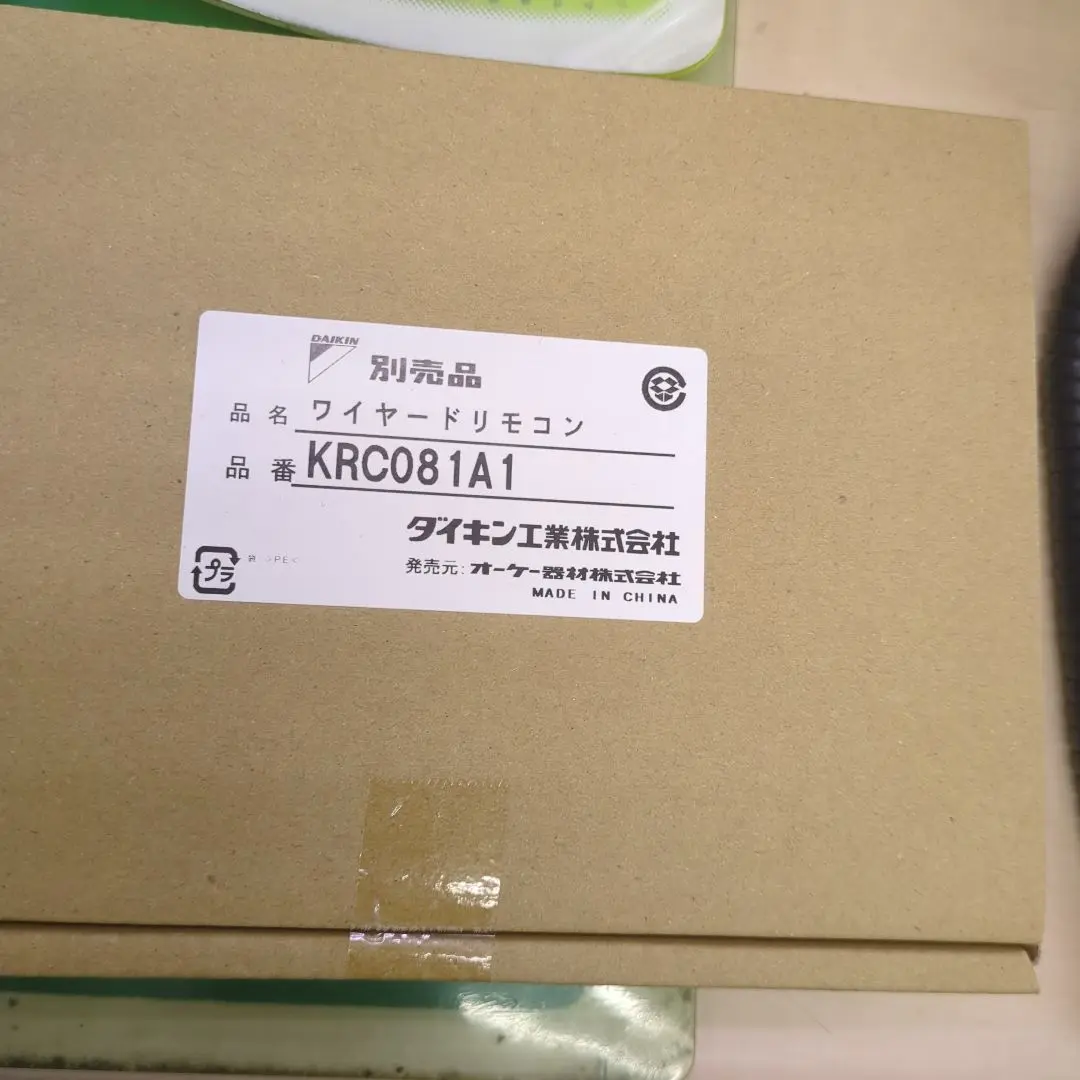 DAIKIN
別売品
品名 ワイヤードリモコン
品番 KRC081A1
ダイキン工業株式会社
発売元:オーケー器材株式会社
MADE IN CHINA
プラ
袋:>PE<